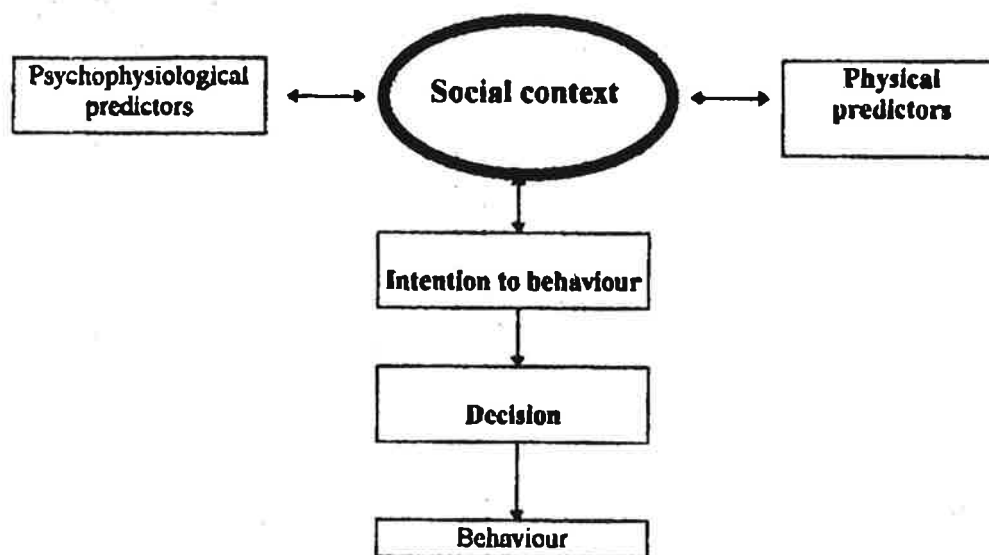 Psychophysiological
predictors
Social context
Physical
predictors
Intention to behaviour
Decision
Behaviour